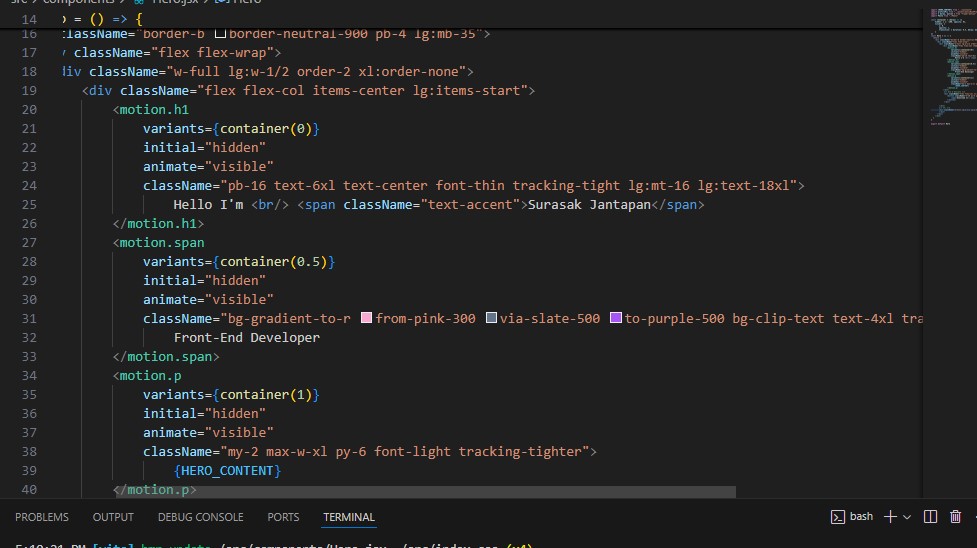 src > components > Hero.jsx > Hero
14 > = () => {
16 :lassName="border-b border-neutral-900 pb-4 lg:mb-35">
17 className="flex flex-wrap">
18 div className="w-full lg:w-1/2 order-2 xl:order-none">
19 <div className="flex flex-col items-center lg:items-start">
20 <motion.h1
21 variants={container(0)}
22 initial="hidden"
23 animate="visible"
24 className="pb-16 text-6xl text-center font-thin tracking-tight lg:mt-16 lg:text-18xl">
25 Hello I'm <br/> <span className="text-accent">Surasak Jantapan</span>
26 </motion.h1>
27 <motion.span
28 variants={container(0.5)}
29 initial="hidden"
30 animate="visible"
31 className="bg-gradient-to-r from-pink-300 via-slate-500 to-purple-500 bg-clip-text text-4xl tra
32 Front-End Developer
33 </motion.span>
34 <motion.p
35 variants={container(1)}
36 initial="hidden"
37 animate="visible"
38 className="my-2 max-w-xl py-6 font-light tracking-tighter">
39 {HERO_CONTENT}
40 </motion.p>
PROBLEMS OUTPUT DEBUG CONSOLE PORTS TERMINAL bash
5:10:21 PM [vite] hmr update /src/components/Hero.jsx, /src/index.css (x4)